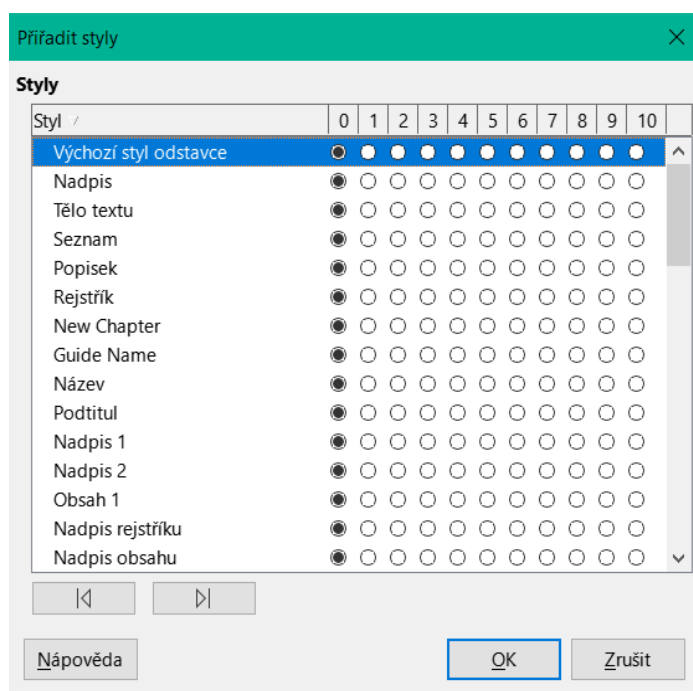 Přiřadit styly
Styly
Styl 0 1 2 3 4 5 6 7 8 9 10
Výchozí styl odstavce
Nadpis
Tělo textu
Seznam
Popisek
Rejstřík
New Chapter
Guide Name
Název
Podtitul
Nadpis 1
Nadpis 2
Obsah 1
Nadpis rejstříku
Nadpis obsahu
Nápověda OK Zrušit